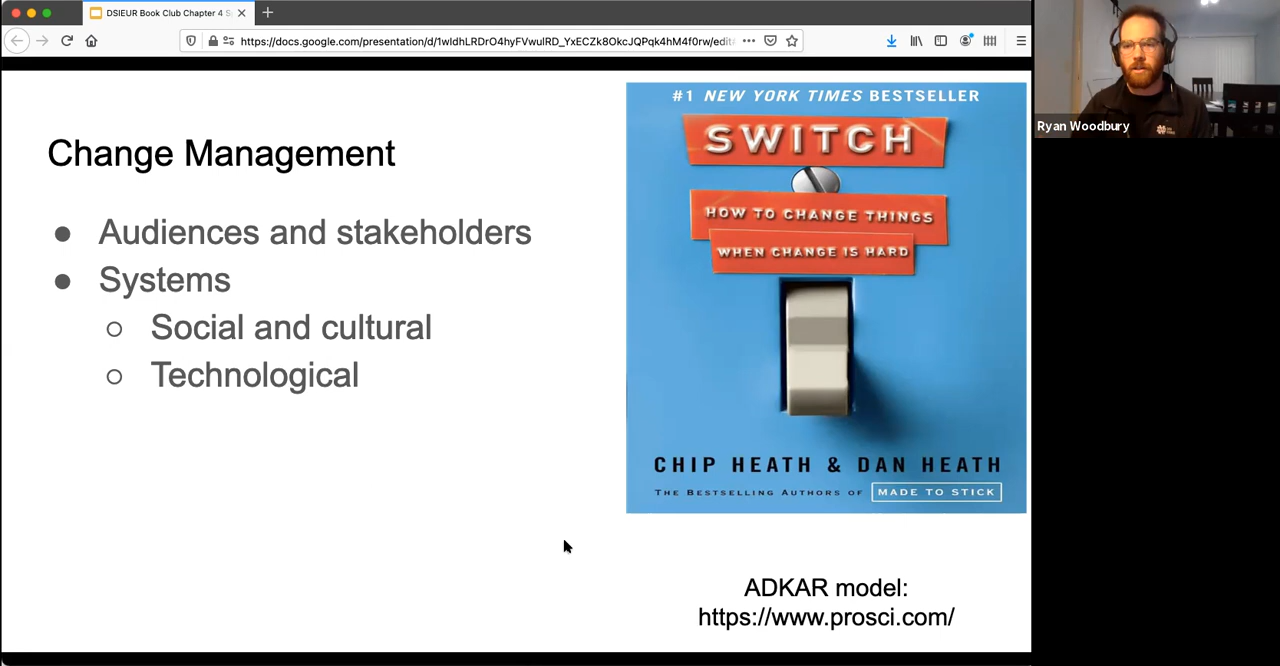 DSIEUR Book Club Chapter 4 S
https://docs.google.com/presentation/d/1wIdhLRDrO4hyFVwulRD_YxECZk8OkcJQPqk4hM4f0rw/edit
Ryan Woodbury
Change Management
● Audiences and stakeholders
● Systems
○ Social and cultural
○ Technological
#1 NEW YORK TIMES BESTSELLER
SWITCH
HOW TO CHANGE THINGS
WHEN CHANGE IS HARD
CHIP HEATH & DAN HEATH
THE BESTSELLING AUTHORS OF MADE TO STICK
ADKAR model:
https://www.prosci.com/